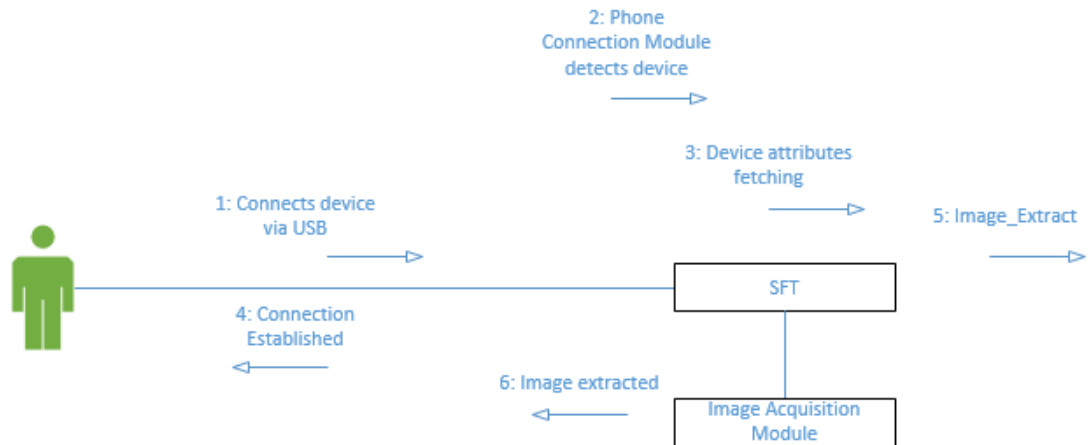 2: Phone
Connection Module
detects device
3: Device attributes
fetching
1: Connects device
via USB
5: Image_Extract
SFT
4: Connection
Established
6: Image extracted
Image Acquisition
Module